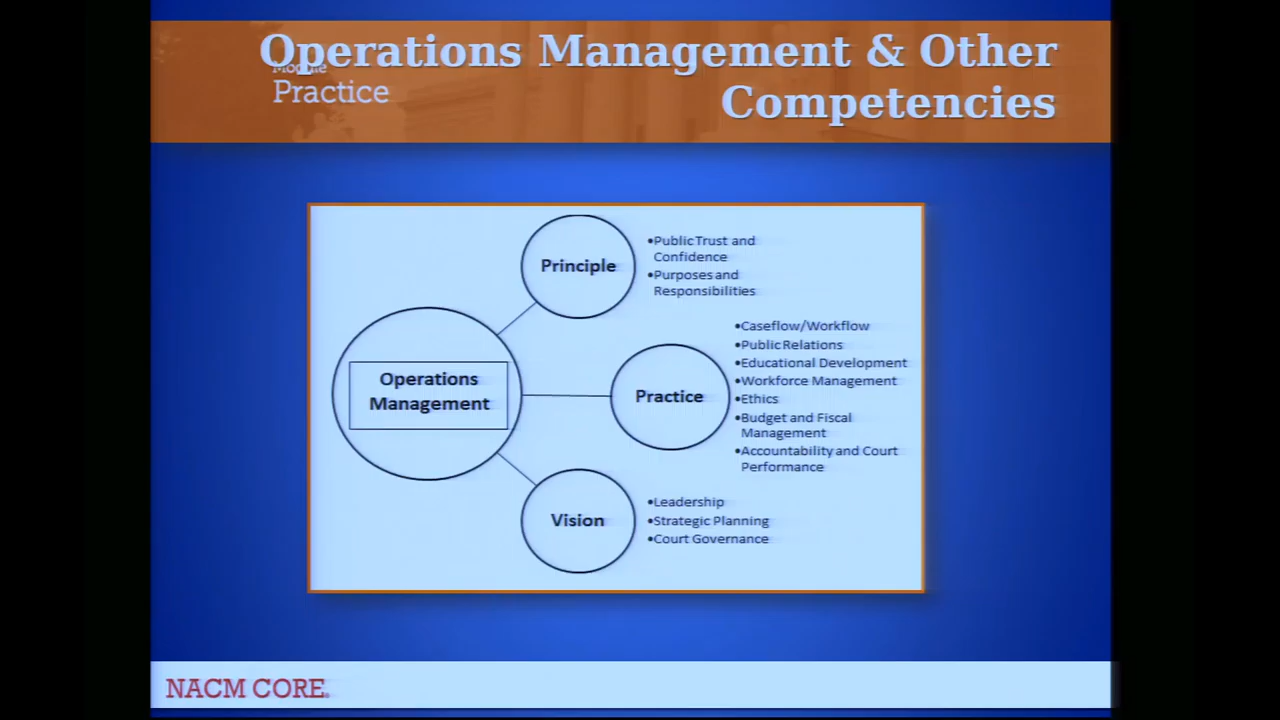 Operations Management & Other
Competencies
Module
Practice
Principle
•Public Trust and
Confidence
•Purposes and
Responsibilities
Operations
Management
Practice
•Caseflow/Workflow
•Public Relations
•Educational Development
•Workforce Management
•Ethics
•Budget and Fiscal
Management
•Accountability and Court
Performance
Vision
•Leadership
•Strategic Planning
•Court Governance
NACM CORE®